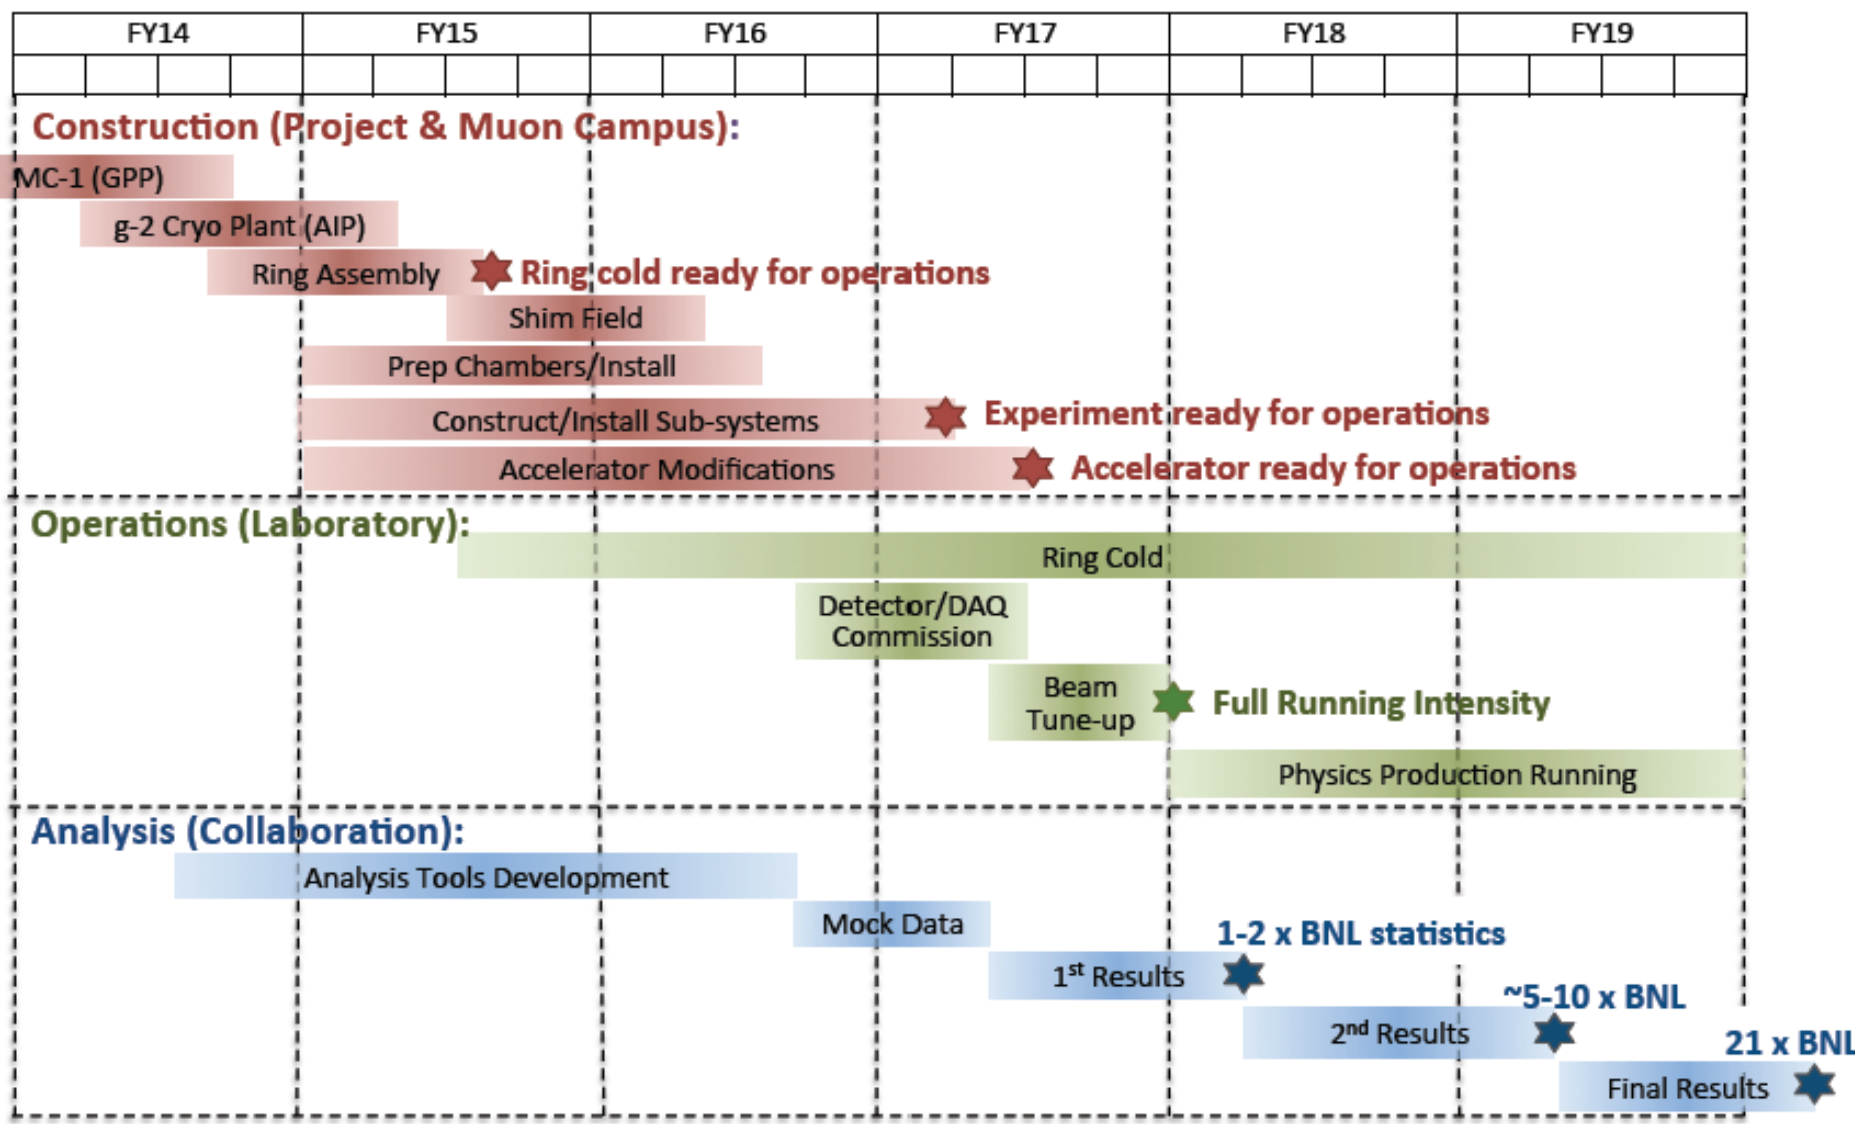 FY14 FY15 FY16 FY17 FY18 FY19
Construction (Project & Muon Campus):
MC-1 (GPP)
g-2 Cryo Plant (AIP)
Ring Assembly
Ring cold ready for operations
Shim Field
Prep Chambers/Install
Construct/Install Sub-systems
Experiment ready for operations
Accelerator Modifications
Accelerator ready for operations
Operations (Laboratory):
Ring Cold
Detector/DAQ
Commission
Beam
Tune-up
Full Running Intensity
Physics Production Running
Analysis (Collaboration):
Analysis Tools Development
Mock Data
1-2 x BNL statistics
1st Results
~5-10 x BNL
2nd Results
21 x BNL
Final Results